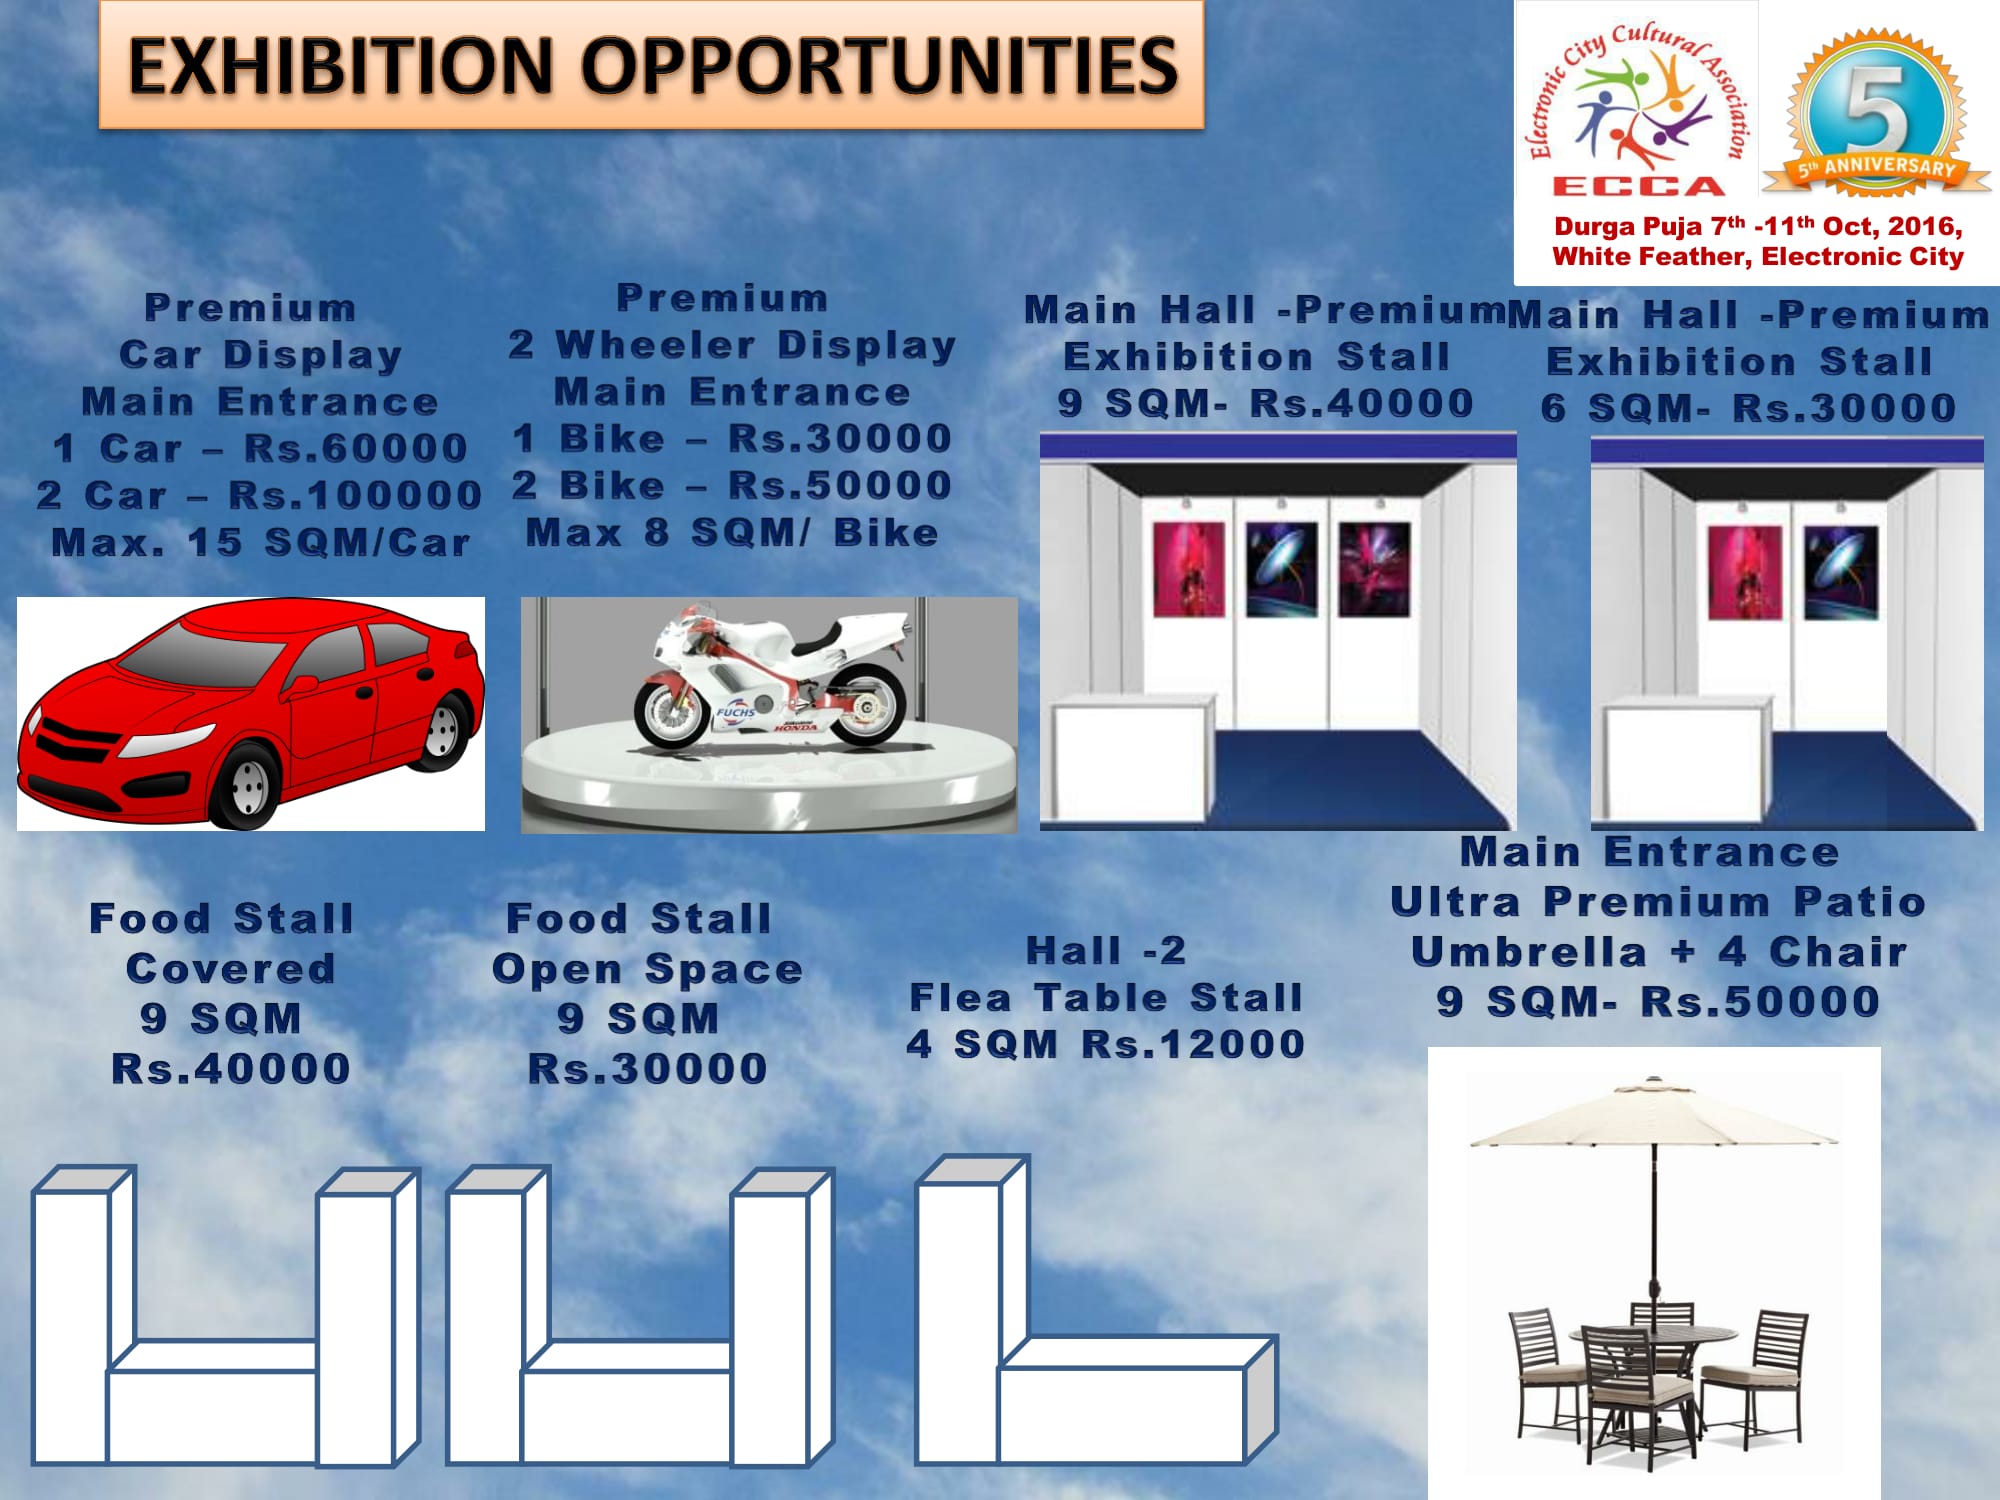 EXHIBITION OPPORTUNITIES
Electronic City Cultural Association
ECCA
5
5th ANNIVERSARY
Durga Puja 7th -11th Oct, 2016,
White Feather, Electronic City
Premium
Car Display
Main Entrance
1 Car – Rs.60000
2 Car – Rs.100000
Max. 15 SQM/Car
Premium
2 Wheeler Display
Main Entrance
1 Bike – Rs.30000
2 Bike – Rs.50000
Max 8 SQM/ Bike
Main Hall -Premium
Exhibition Stall
9 SQM- Rs.40000
Main Hall -Premium
Exhibition Stall
6 SQM- Rs.30000
FUCHS
HONDA
Food Stall
Covered
9 SQM
Rs.40000
Food Stall
Open Space
9 SQM
Rs.30000
Hall -2
Flea Table Stall
4 SQM Rs.12000
Main Entrance
Ultra Premium Patio
Umbrella + 4 Chair
9 SQM- Rs.50000